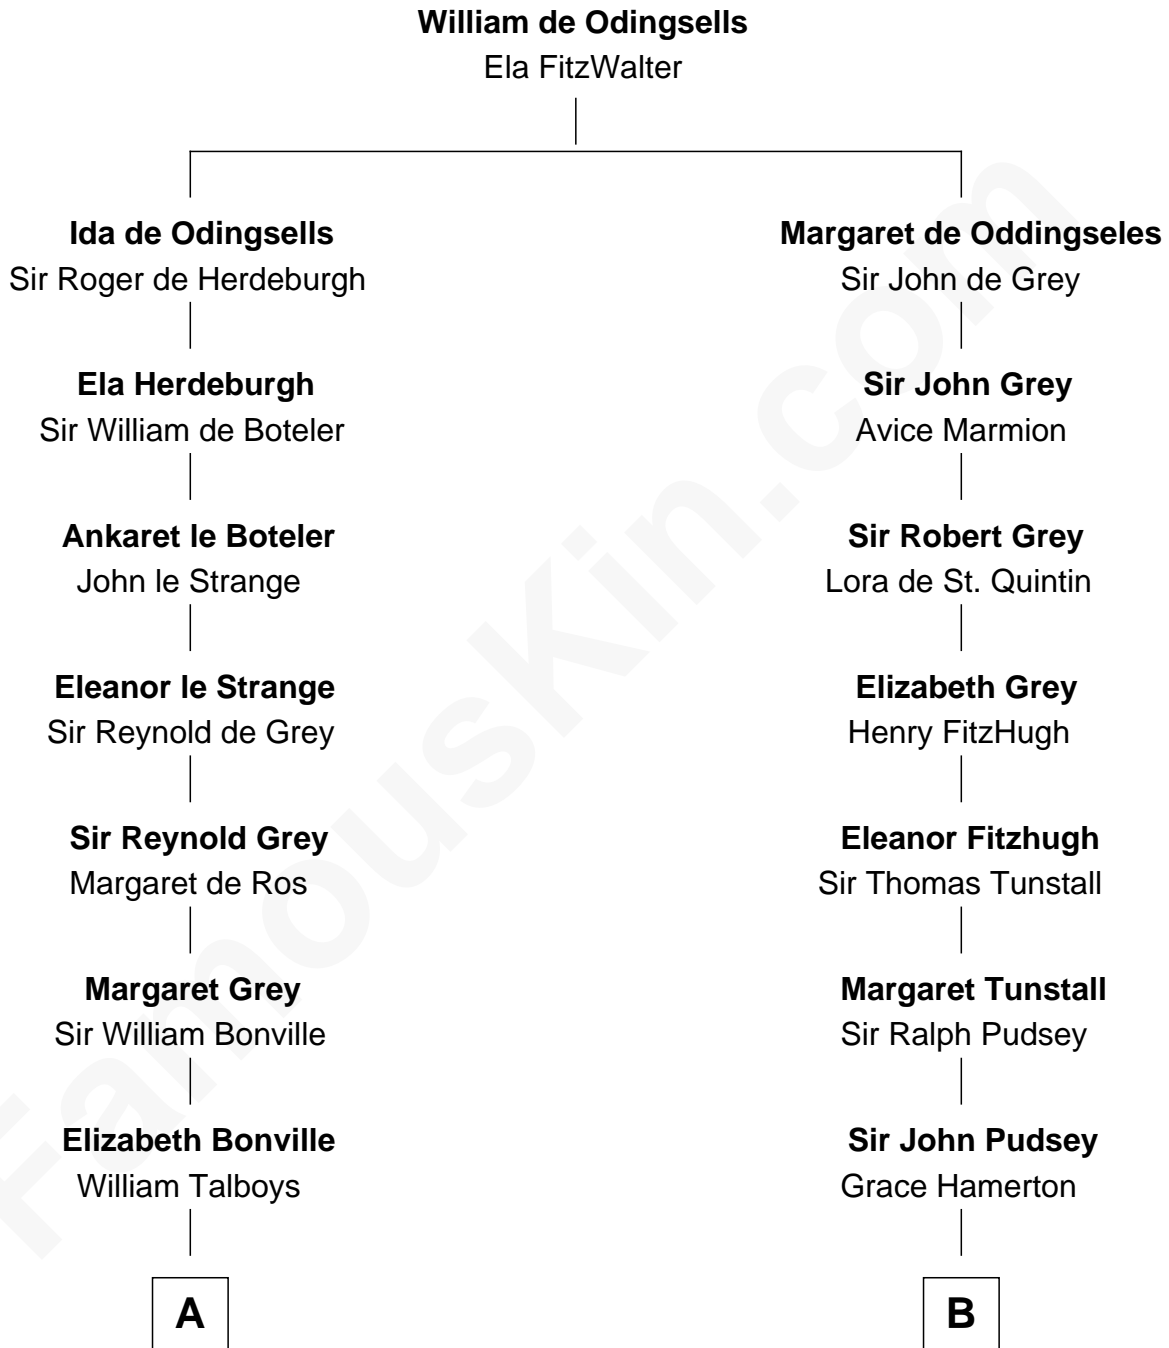 William de Odingsells
Ela FitzWalter
Ida de Odingsells
Sir Roger de Herdeburgh
Margaret de Oddingseles
Sir John de Grey
Ela Herdeburgh
Sir William de Boteler
Sir John Grey
Avice Marmion
Ankaret le Boteler
John le Strange
Sir Robert Grey
Lora de St. Quintin
Eleanor le Strange
Sir Reynold de Grey
Elizabeth Grey
Henry FitzHugh
Sir Reynold Grey
Margaret de Ros
Eleanor Fitzhugh
Sir Thomas Tunstall
Margaret Grey
Sir William Bonville
Margaret Tunstall
Sir Ralph Pudsey
Elizabeth Bonville
William Talboys
Sir John Pudsey
Grace Hamerton
A
B
FamousKin.com